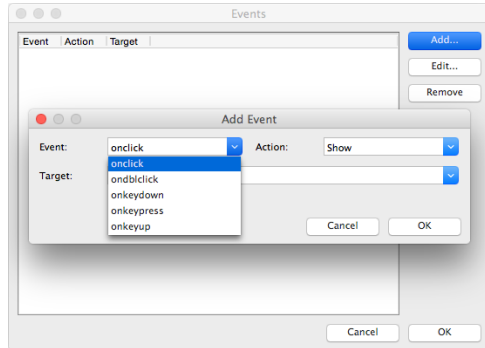 Events
Event Action Target
Add...
Edit...
Remove
Add Event
Event: onclick Action: Show
onclick
Target:
ondblclick
onkeydown
onkeypress
onkeyup
Cancel OK
Cancel OK